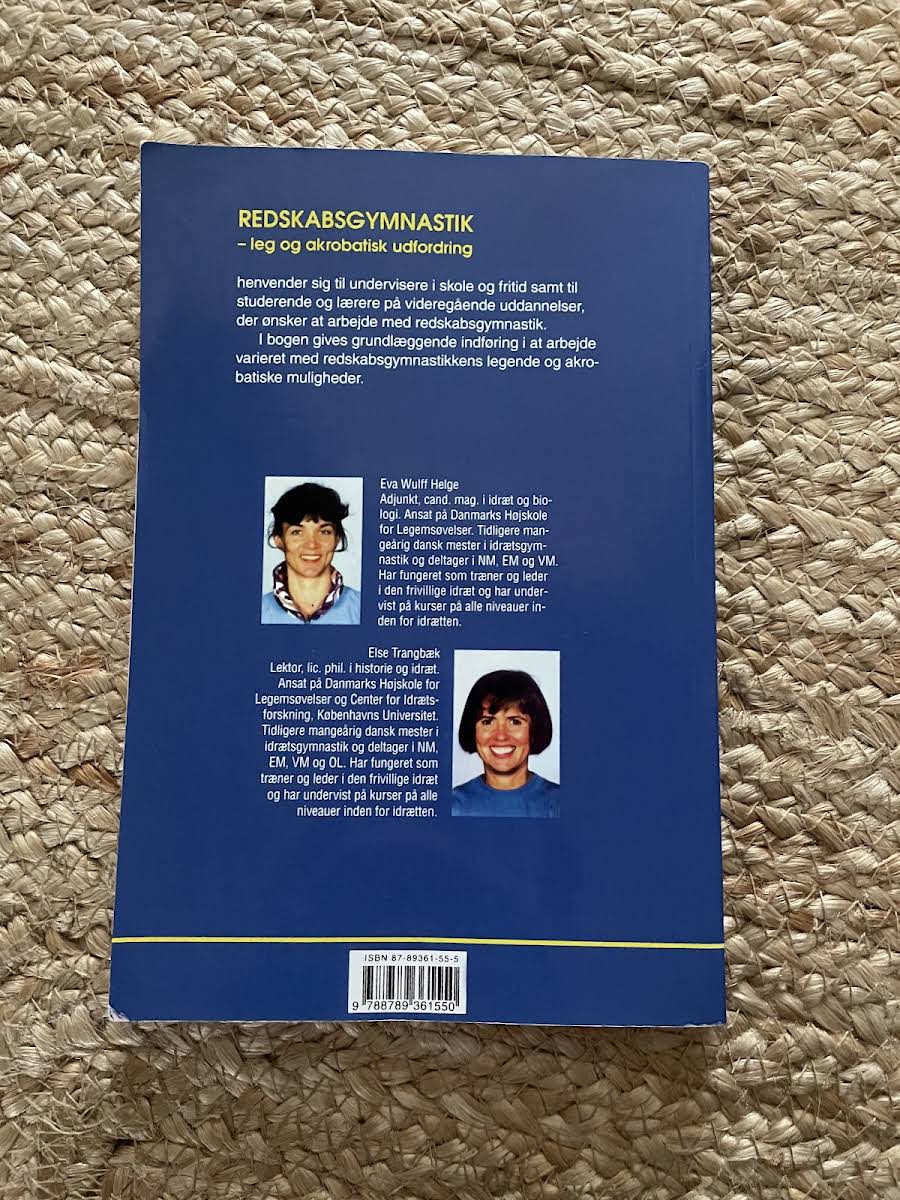 REDSKABSGYMNASTIK
– leg og akrobatisk udfordring
henvender sig til undervisere i skole og fritid samt til
studerende og lærere på videregående uddannelser,
der ønsker at arbejde med redskabsgymnastik.
I bogen gives grundlæggende indføring i at arbejde
varieret med redskabsgymnastikkens legende og akro-
batiske muligheder.
Eva Wulff Helge
Adjunkt, cand. mag. i idræt og bio-
logi. Ansat på Danmarks Højskole
for Legemsøvelser. Tidligere man-
geårig dansk mester i idrætsgym-
nastik og deltager i NM, EM og VM.
Har fungeret som træner og leder
i den frivillige idræt og har under-
vist på kurser på alle niveauer in-
den for idrætten.
Else Trangbæk
Lektor, lic. phil. i historie og idræt.
Ansat på Danmarks Højskole for
Legemsøvelser og Center for Idræts-
forskning, Københavns Universitet.
Tidligere mangeårig dansk mester i
idrætsgymnastik og deltager i NM,
EM, VM og OL. Har fungeret som
træner og leder i den frivillige idræt
og har undervist på kurser på alle
niveauer inden for idrætten.
ISBN 87-89361-55-5
9 788789 361550